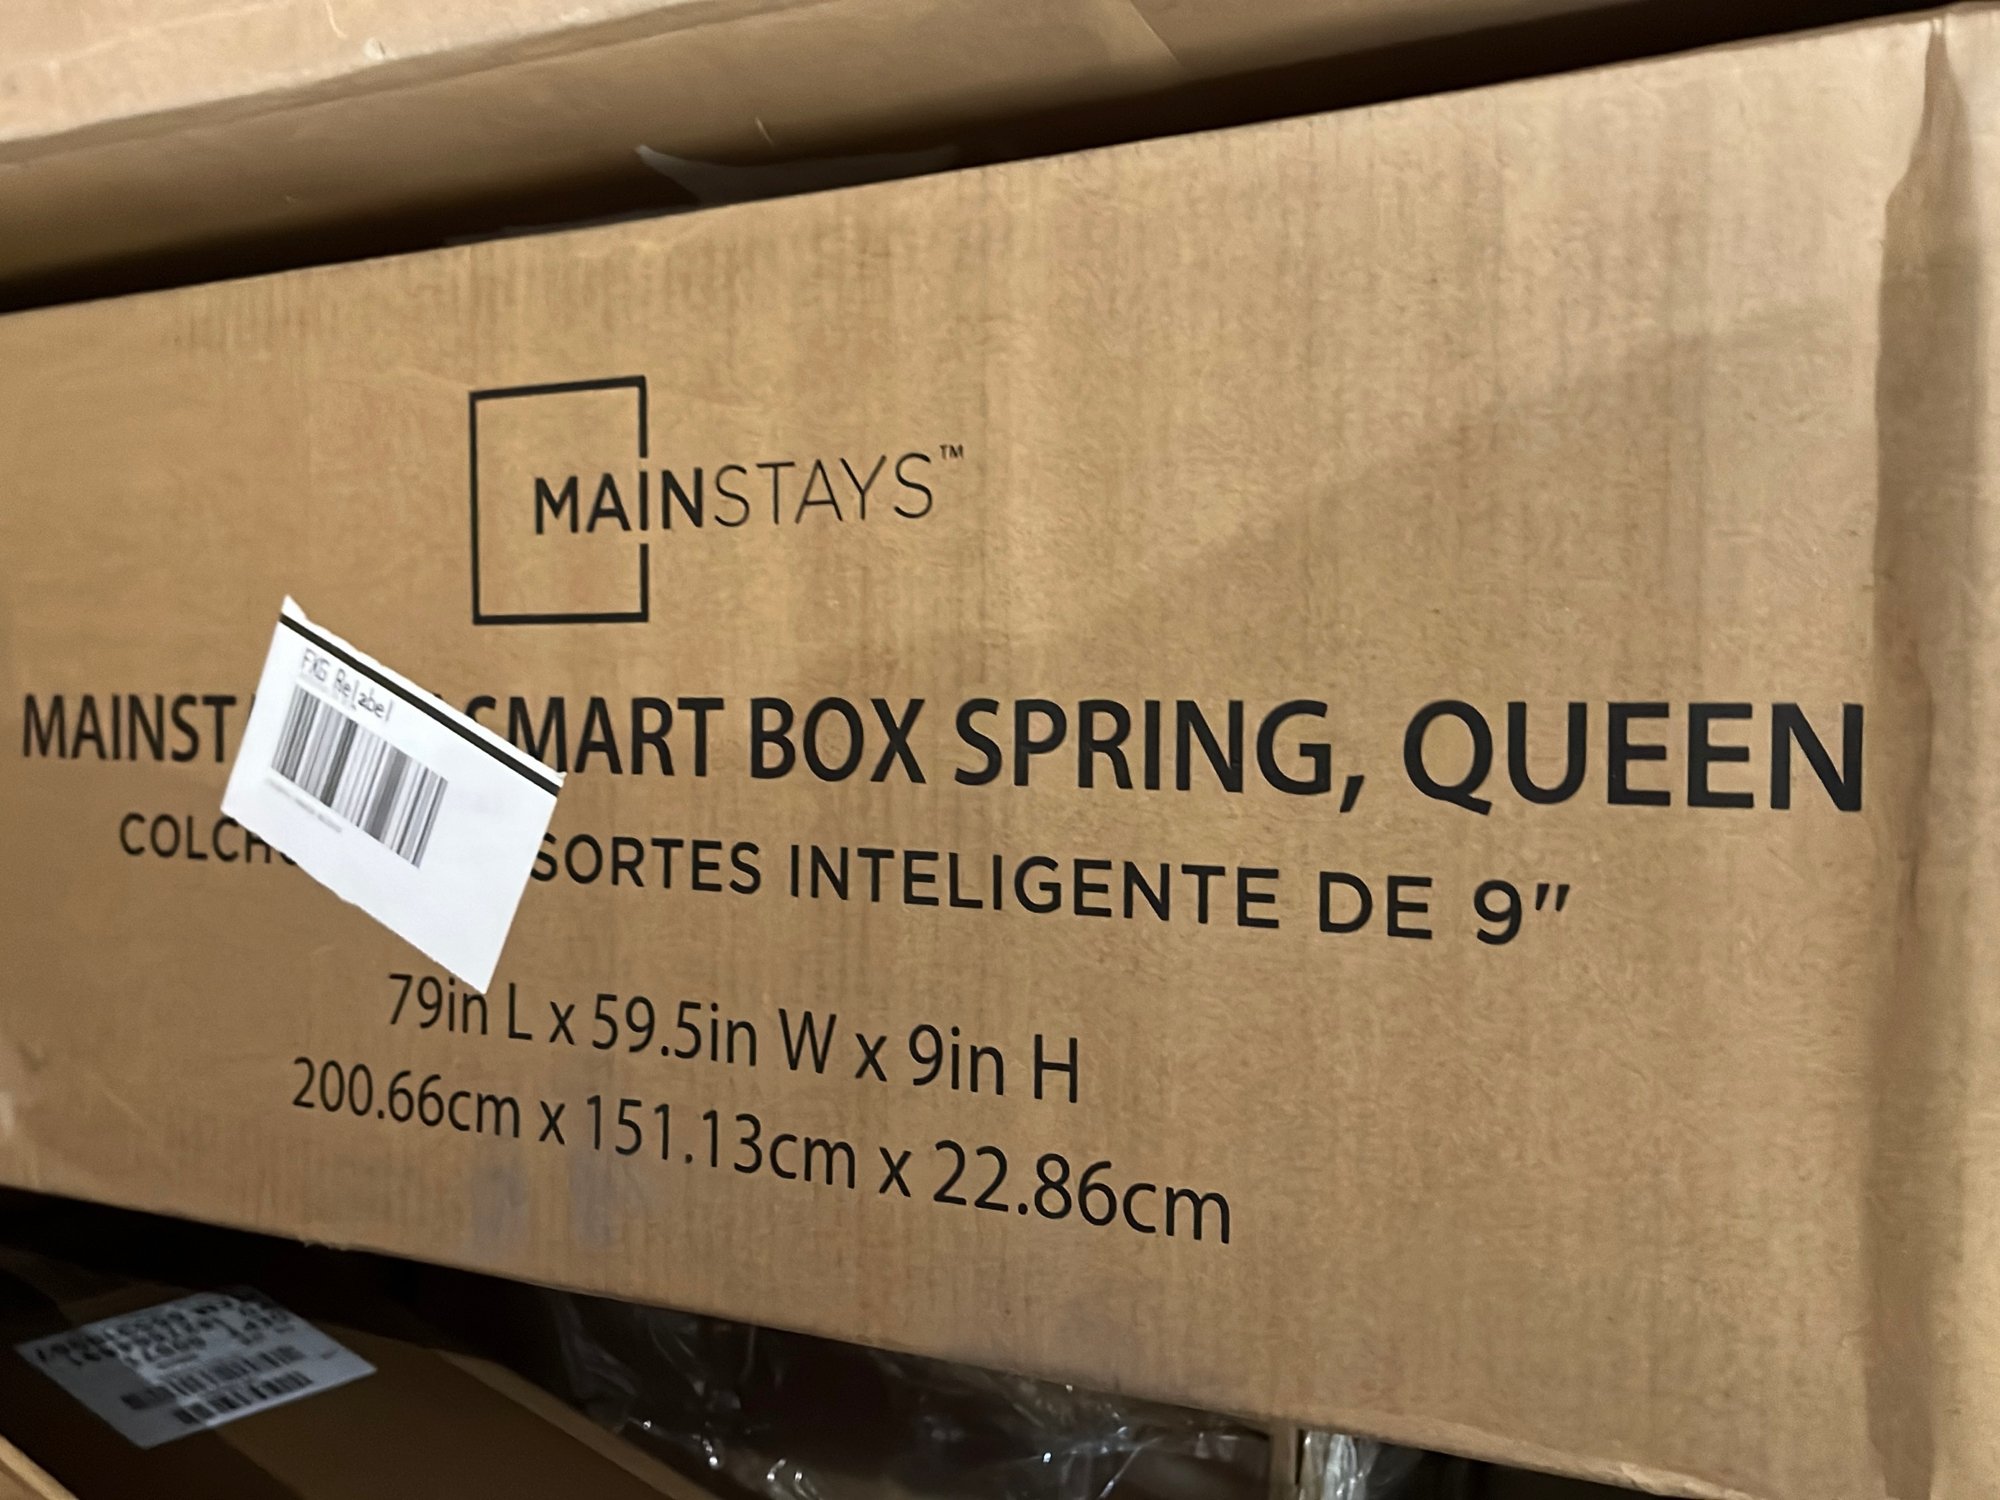 MAINSTAYS™
FXG Relabel
MAINST SMART BOX SPRING, QUEEN
COLCH SORTES INTELIGENTE DE 9"
79in L x 59.5in W x 9in H
200.66cm x 151.13cm x 22.86cm